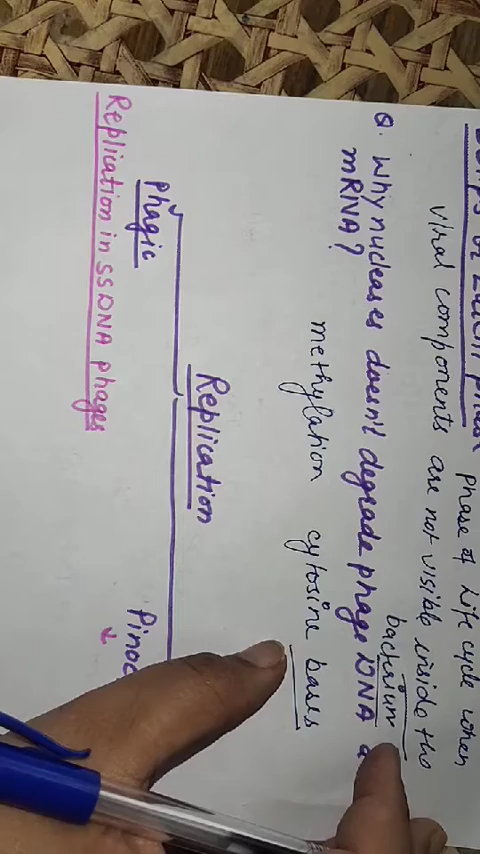 phase of life cycle when
viral components are not visible inside the
bacterium
Q. Why nucleases doesn't degrade phage DNA
mRNA?
methylation cytosine bases
Replication
Phagic
Replication in SSDNA phages